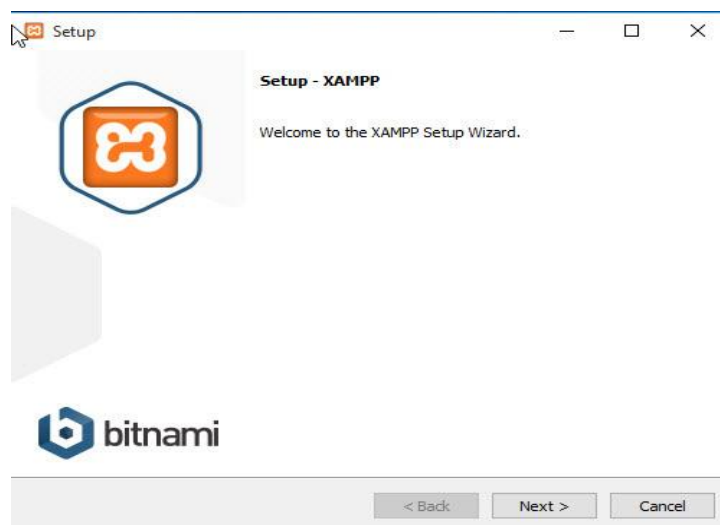 Setup
Setup - XAMPP
Welcome to the XAMPP Setup Wizard.
bitnami
< Back
Next >
Cancel